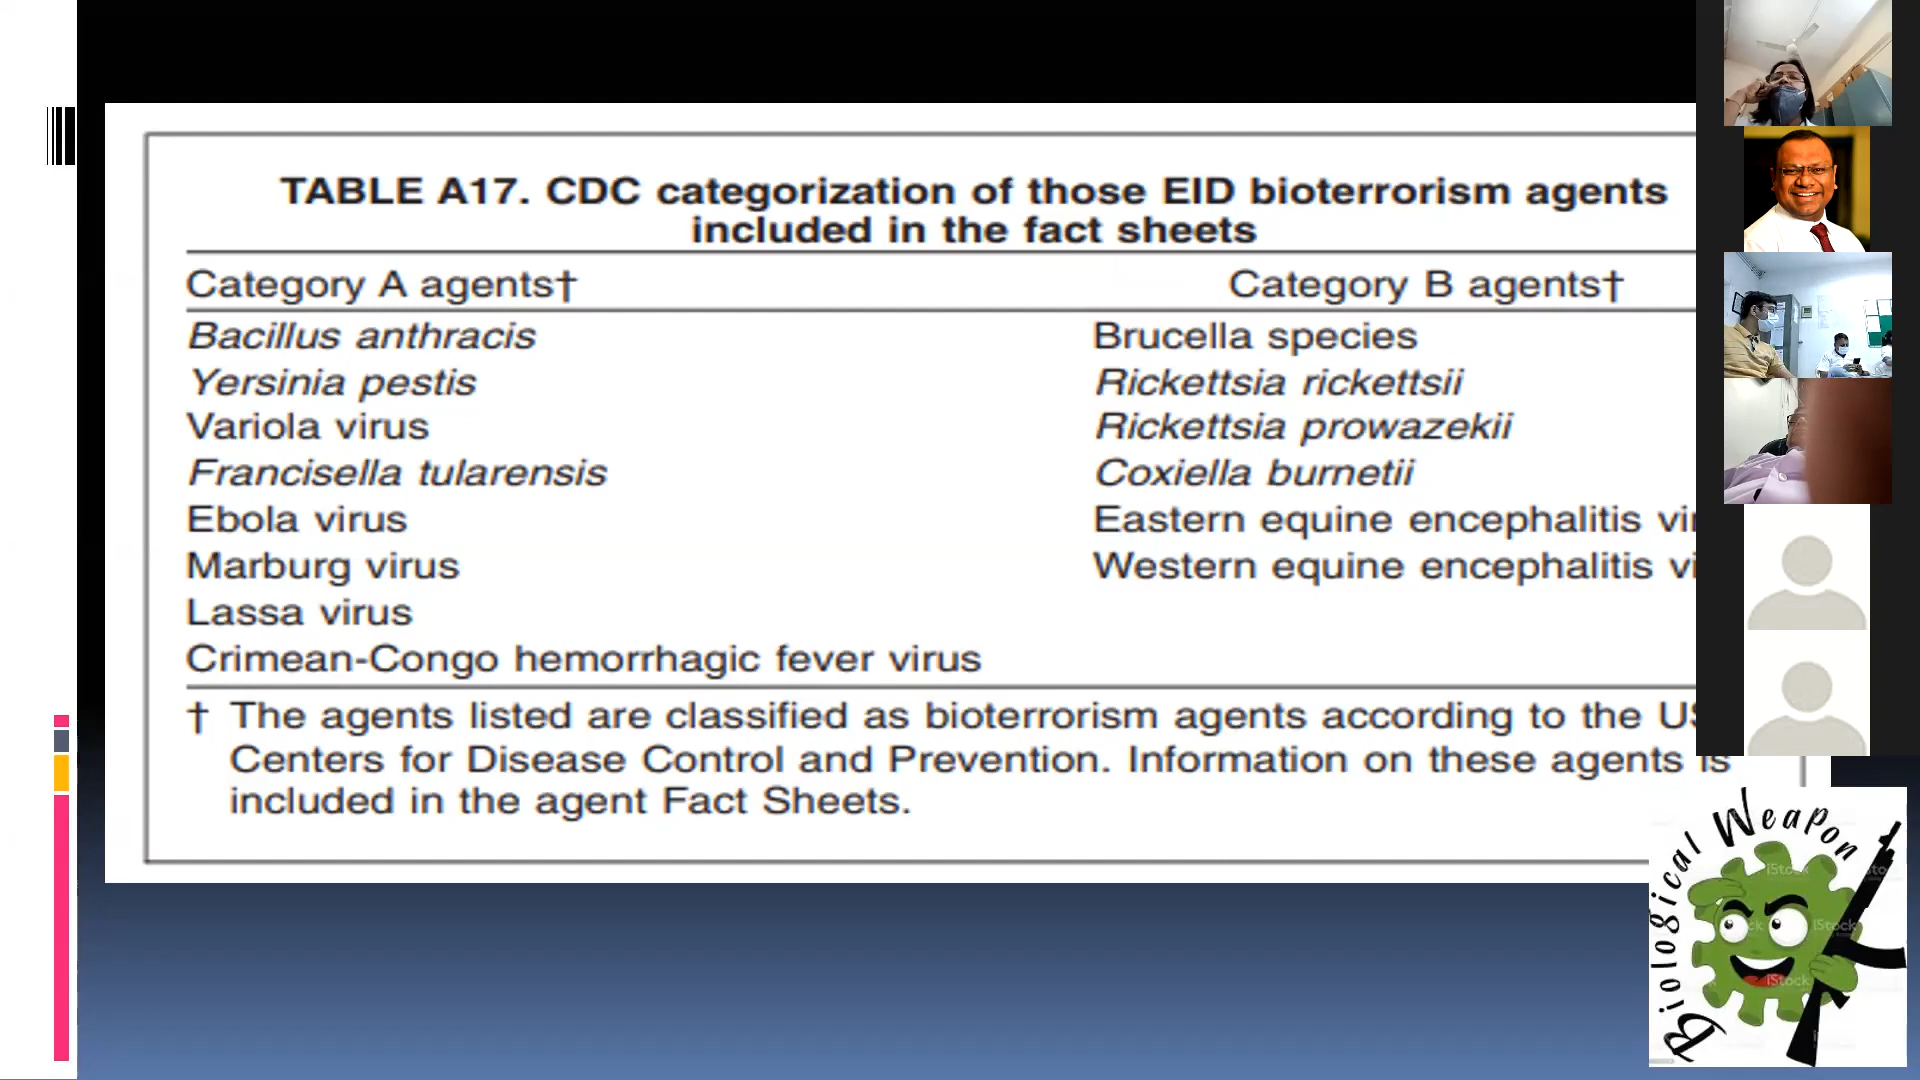 TABLE A17. CDC categorization of those EID bioterrorism agents
included in the fact sheets
Category A agents† Category B agents†
Bacillus anthracis Brucella species
Yersinia pestis Rickettsia rickettsii
Variola virus Rickettsia prowazekii
Francisella tularensis Coxiella burnetii
Ebola virus Eastern equine encephalitis
Marburg virus Western equine encephalitis
Lassa virus
Crimean-Congo hemorrhagic fever virus
† The agents listed are classified as bioterrorism agents according to the
Centers for Disease Control and Prevention. Information on these agents is
included in the agent Fact Sheets.
Biological Weapon
iStock
iStock
iStock